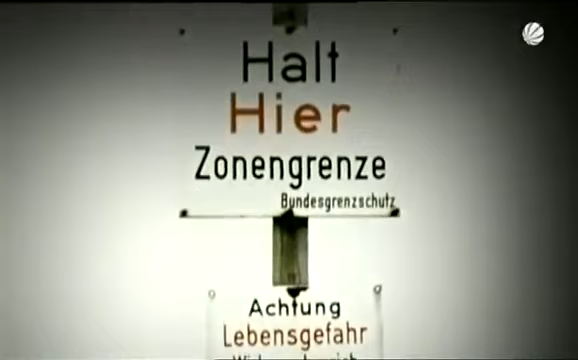 Halt
Hier
Zonengrenze
Bundesgrenzschutz
Achtung
Lebensgefahr